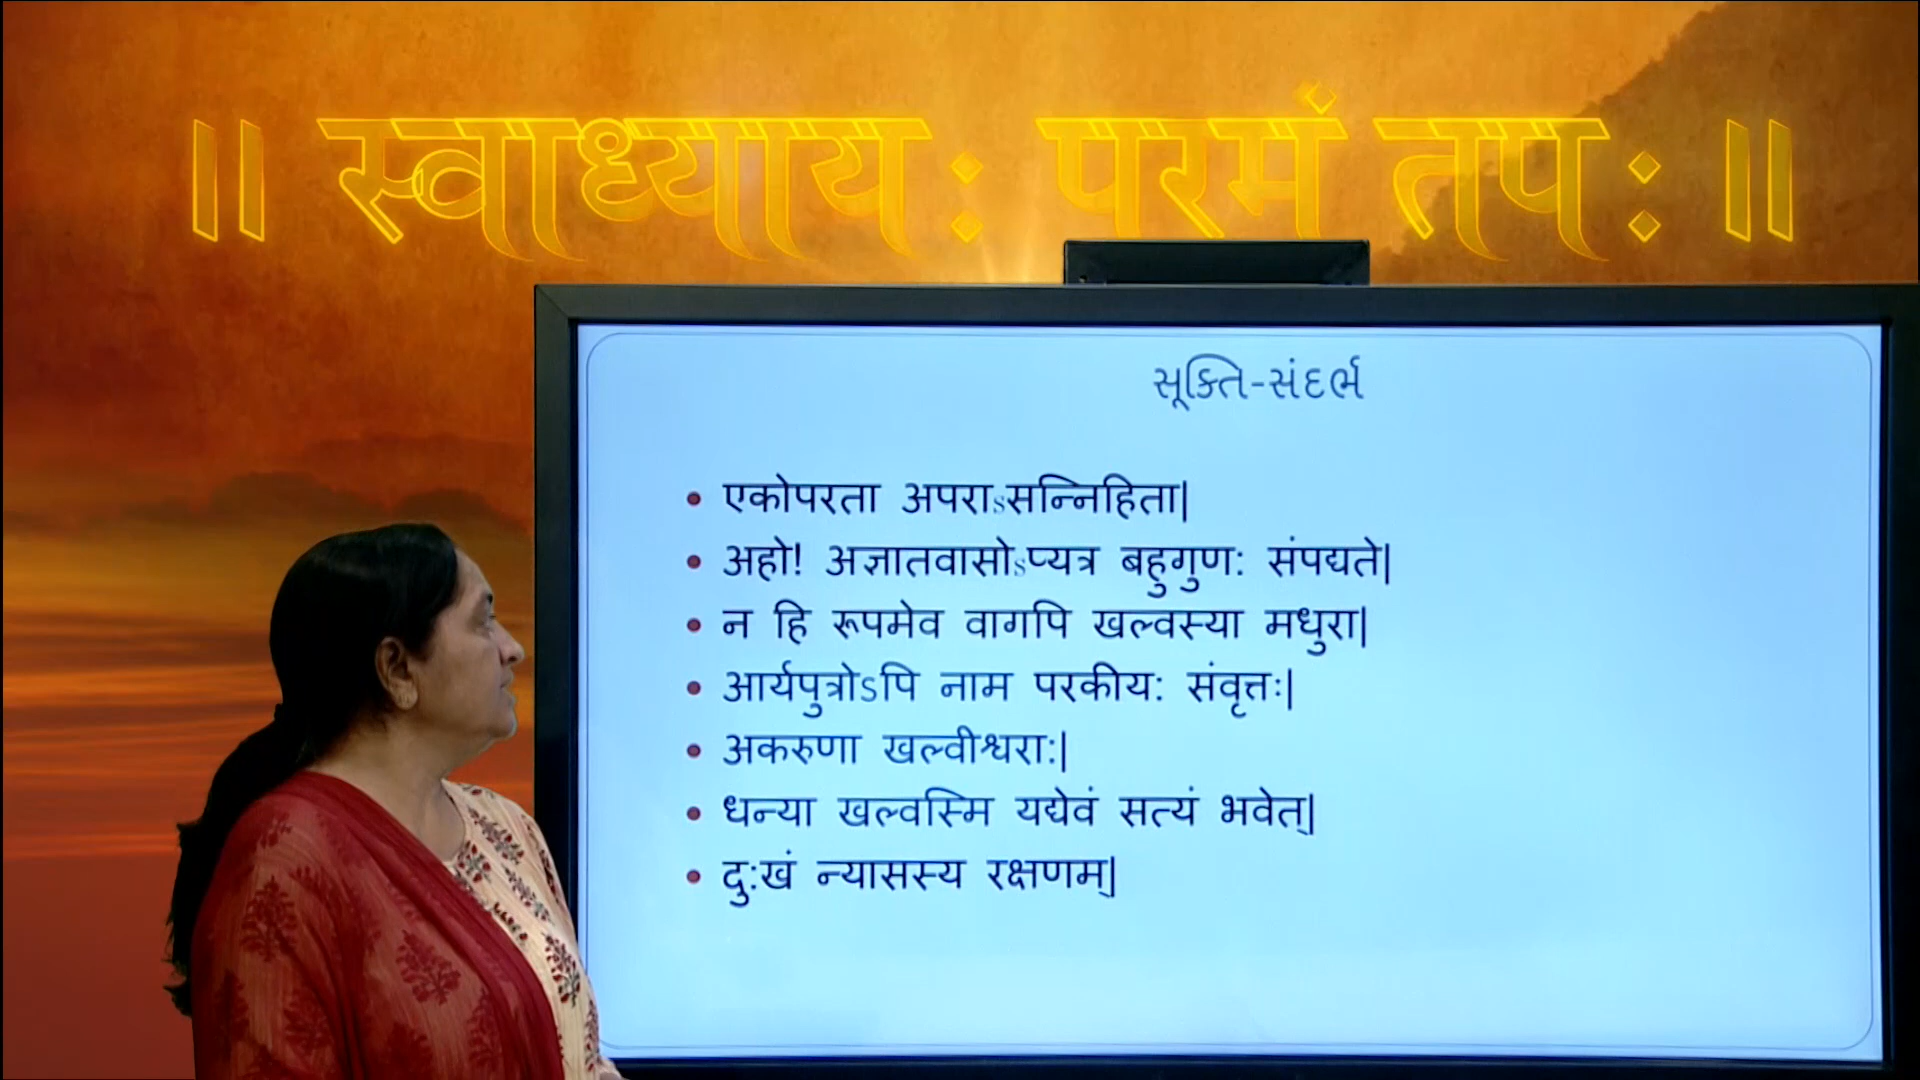 ॥ स्वाध्याय: परमं तप: ॥
સૂક્તિ-સંદર્ભ
• एकोपरता अपराऽसन्निहिता|
• अहो! अज्ञातवासोऽप्यत्र बहुगुण: संपद्यते|
• न हि रूपमेव वागपि खल्वस्या मधुरा|
• आर्यपुत्रोऽपि नाम परकीय: संवृत्तः|
• अकरुणा खल्वीश्वरा:|
• धन्या खल्वस्मि यद्येवं सत्यं भवेत्|
• दु:खं न्यासस्य रक्षणम्|